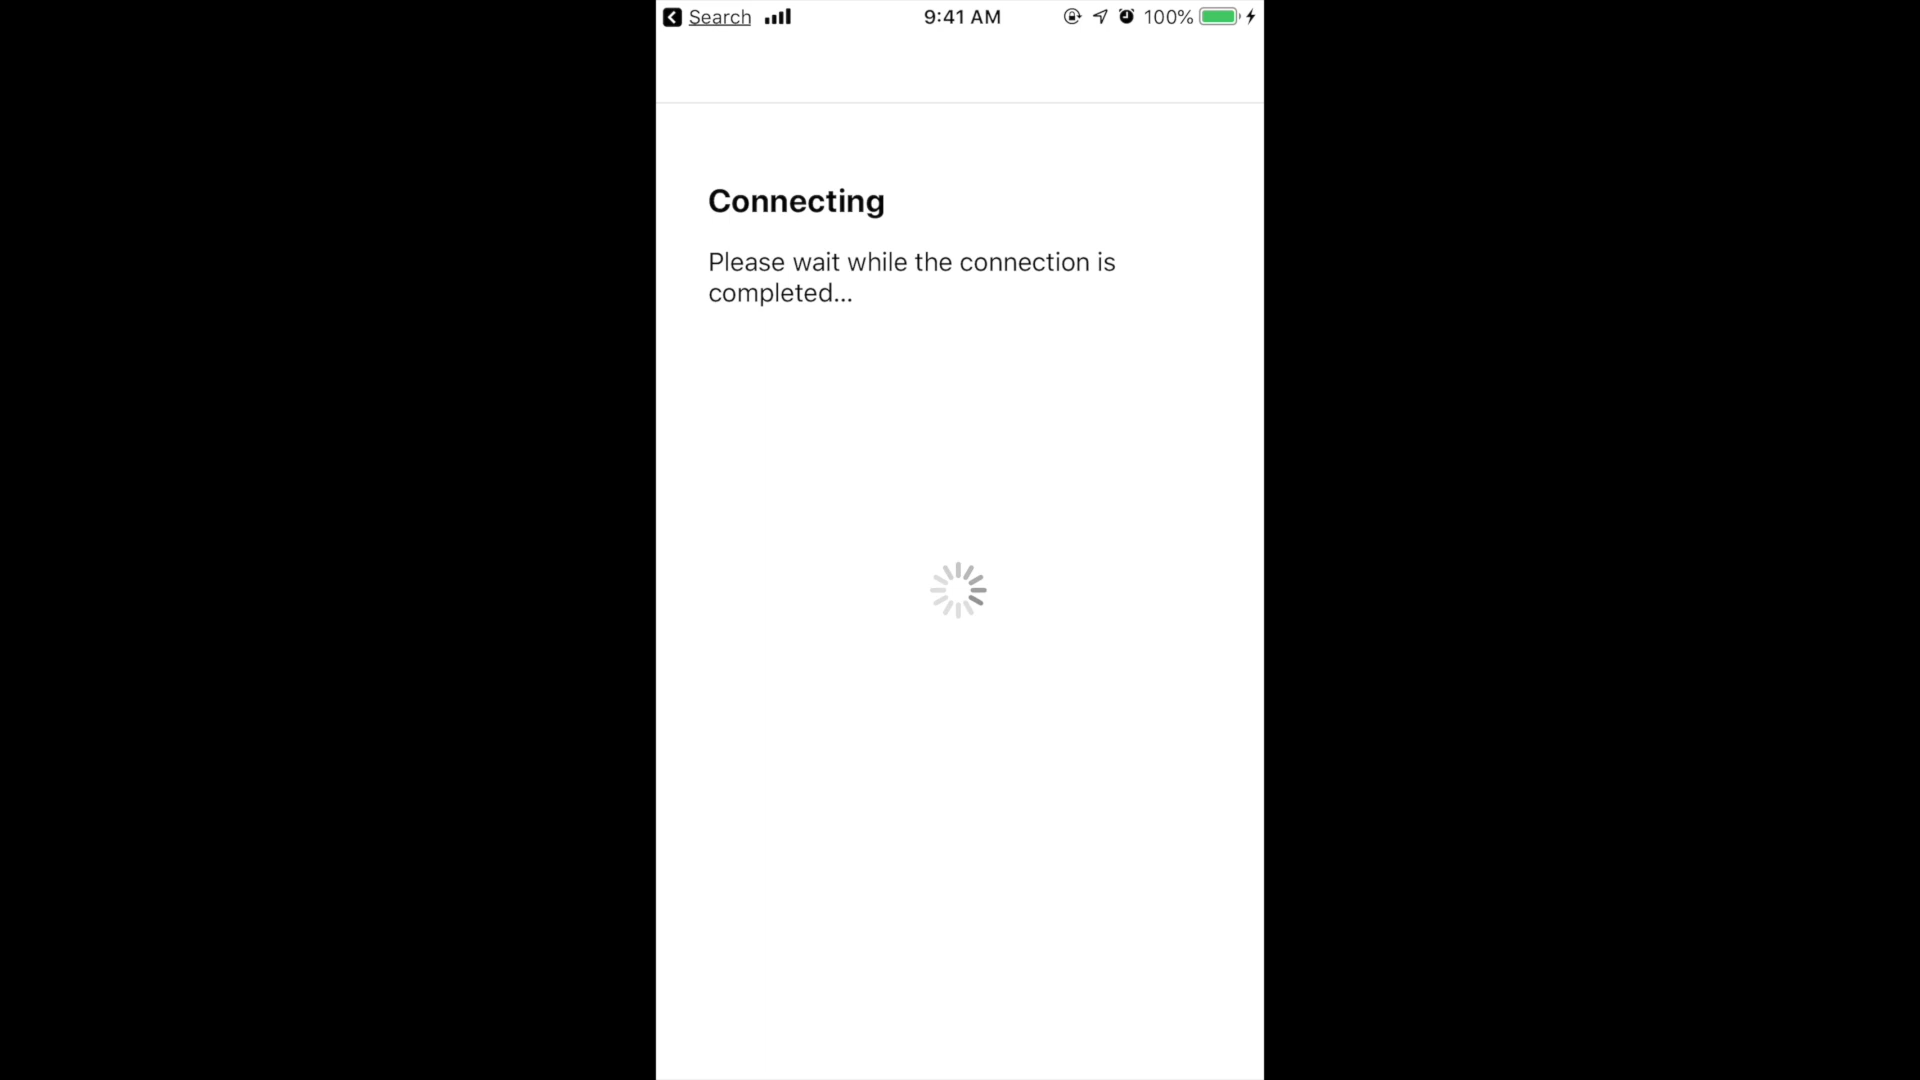 Search 9:41 AM 100%
Connecting
Please wait while the connection is
completed...